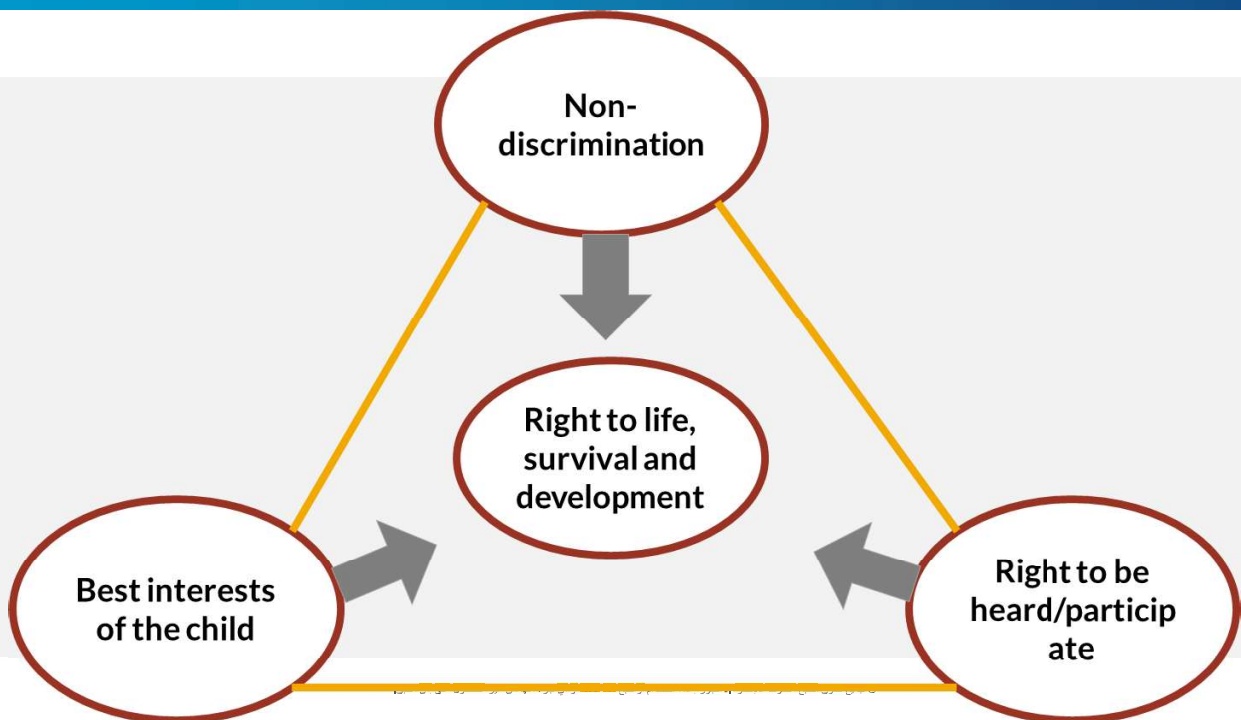 Non-
discrimination
Right to life,
survival and
development
Best interests
of the child
Right to be
heard/particip
ate